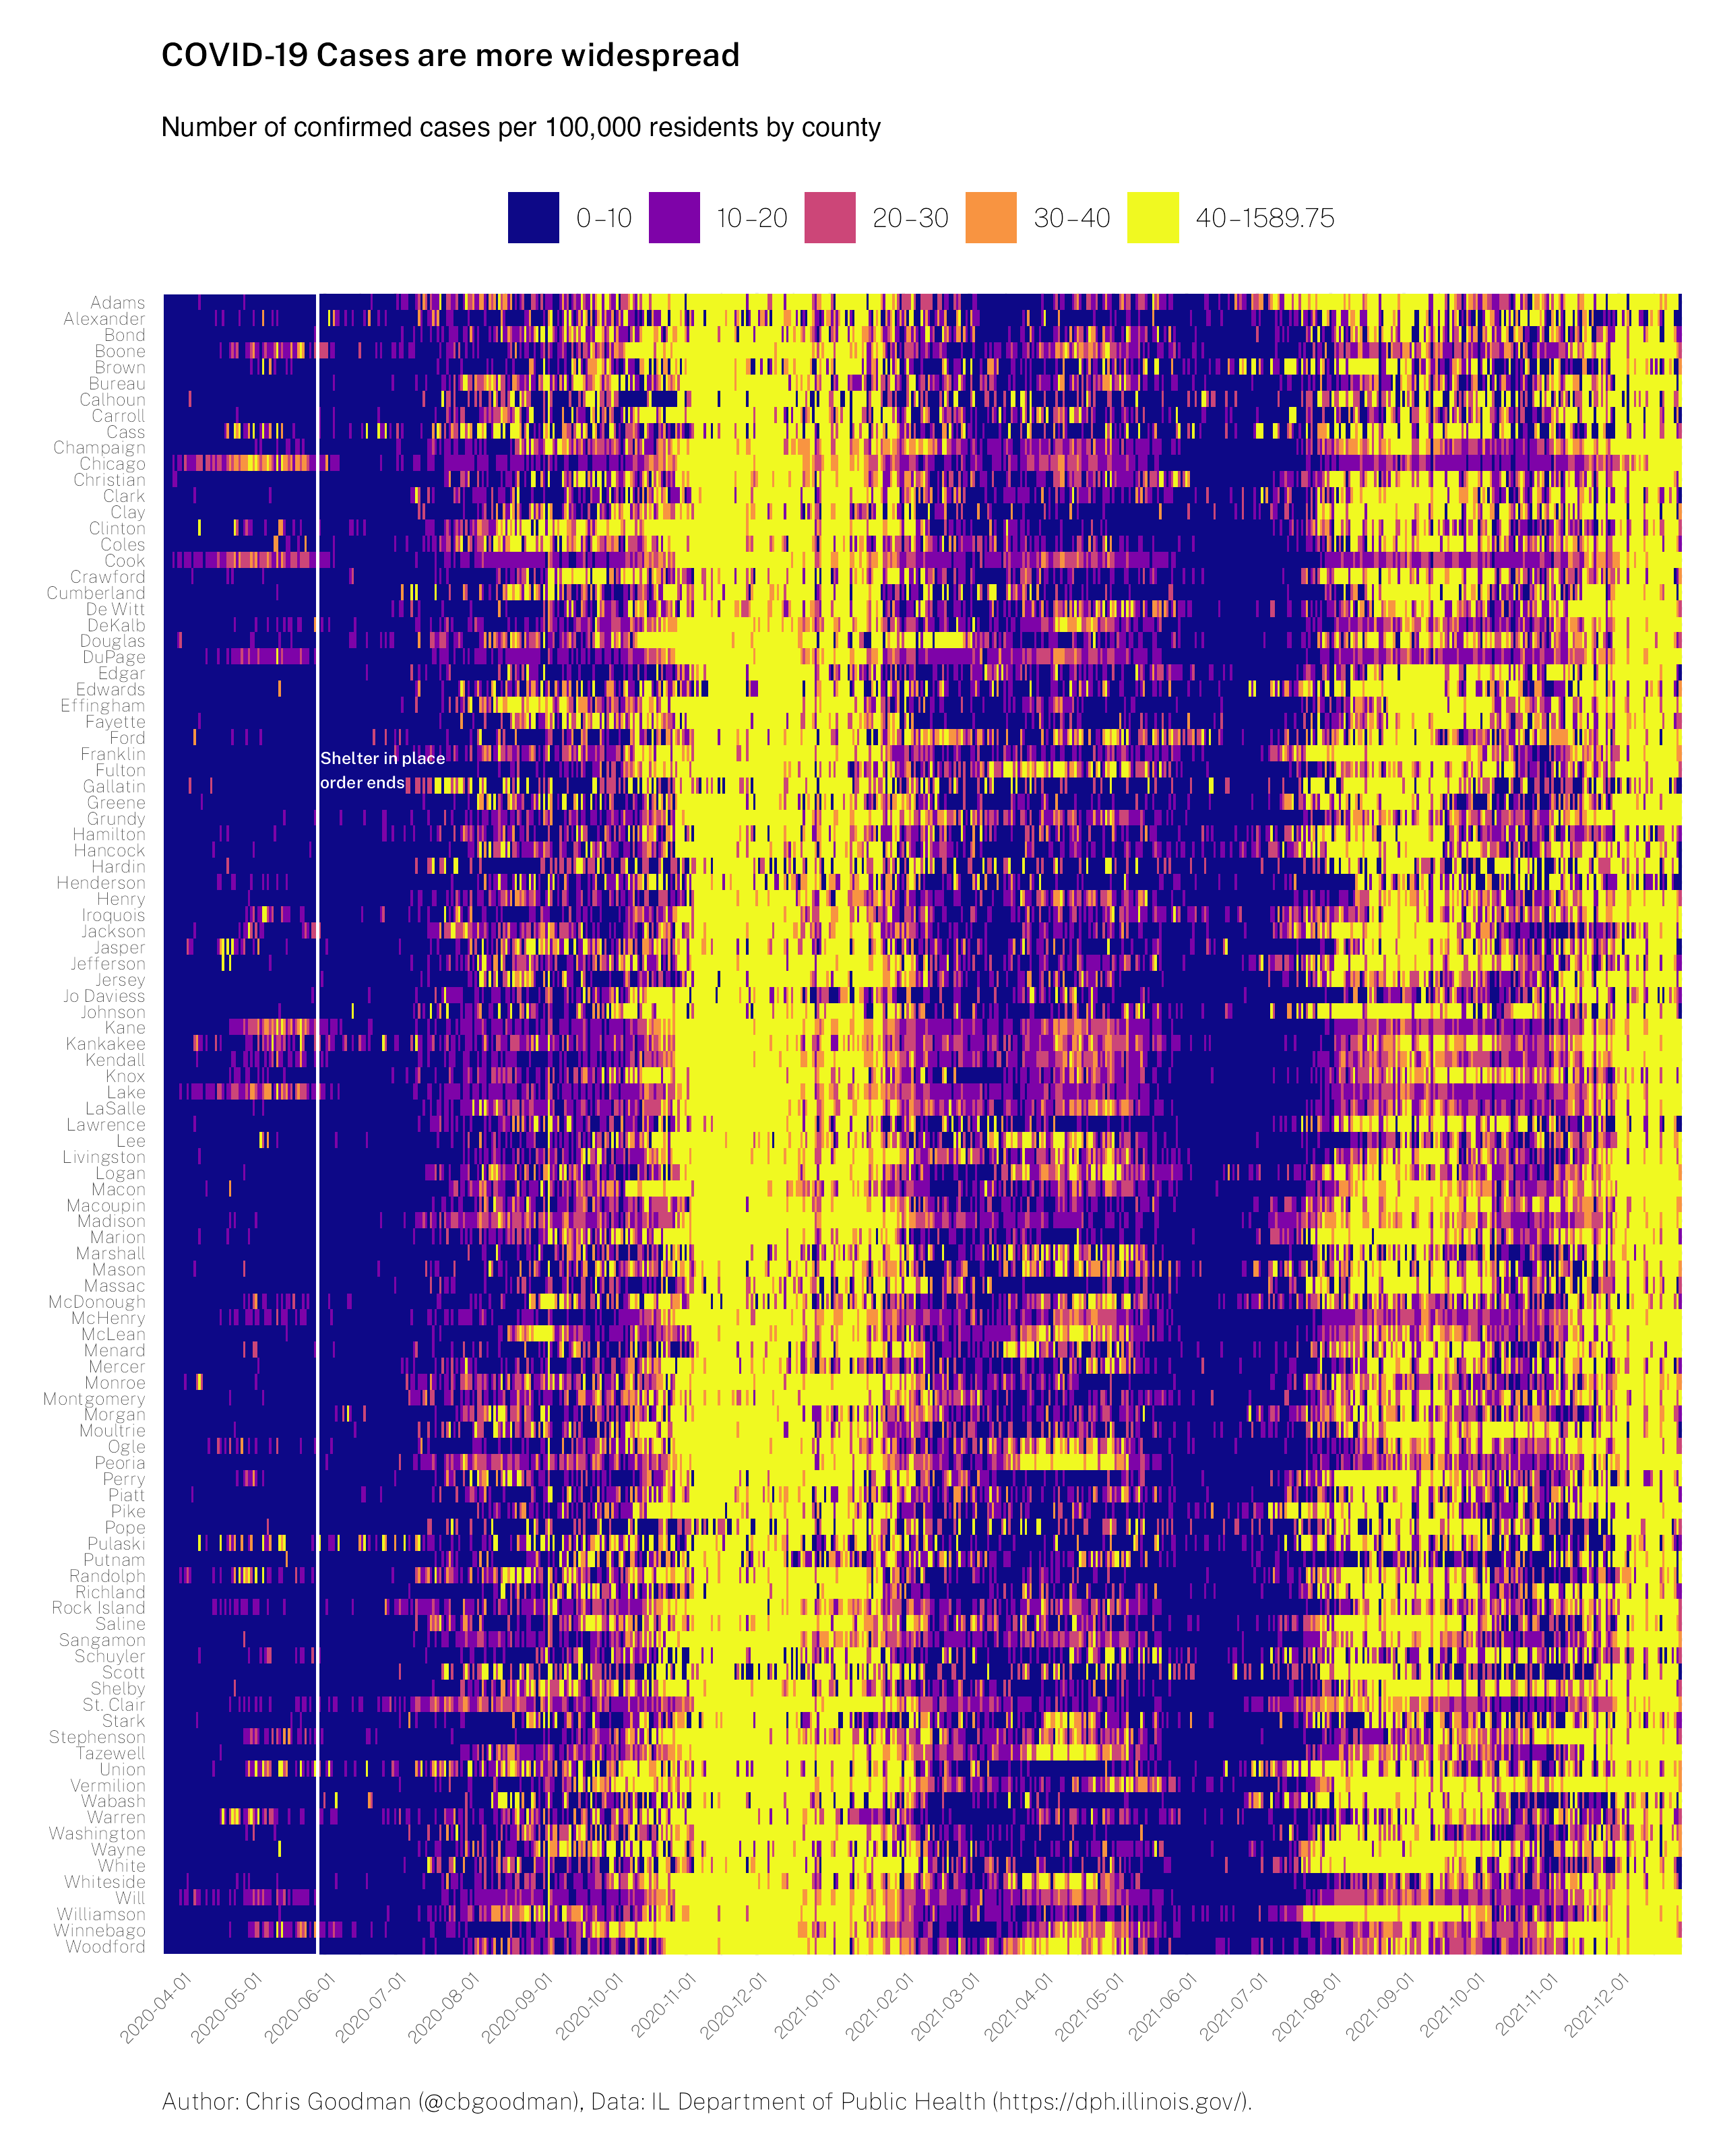 COVID-19 Cases are more widespread
Number of confirmed cases per 100,000 residents by county
0–10 10–20 20–30 30–40 40–1589.75
Adams
Alexander
Bond
Boone
Brown
Bureau
Calhoun
Carroll
Cass
Champaign
Chicago
Christian
Clark
Clay
Clinton
Coles
Cook
Crawford
Cumberland
De Witt
DeKalb
Douglas
DuPage
Edgar
Edwards
Effingham
Fayette
Ford
Franklin
Fulton
Gallatin
Greene
Grundy
Hamilton
Hancock
Hardin
Henderson
Henry
Iroquois
Jackson
Jasper
Jefferson
Jersey
Jo Daviess
Johnson
Kane
Kankakee
Kendall
Knox
Lake
LaSalle
Lawrence
Lee
Livingston
Logan
Macon
Macoupin
Madison
Marion
Marshall
Mason
Massac
McDonough
McHenry
McLean
Menard
Mercer
Monroe
Montgomery
Morgan
Moultrie
Ogle
Peoria
Perry
Piatt
Pike
Pope
Pulaski
Putnam
Randolph
Richland
Rock Island
Saline
Sangamon
Schuyler
Scott
Shelby
St. Clair
Stark
Stephenson
Tazewell
Union
Vermilion
Wabash
Warren
Washington
Wayne
White
Whiteside
Will
Williamson
Winnebago
Woodford
Shelter in place
order ends
2020-04-01
2020-05-01
2020-06-01
2020-07-01
2020-08-01
2020-09-01
2020-10-01
2020-11-01
2020-12-01
2021-01-01
2021-02-01
2021-03-01
2021-04-01
2021-05-01
2021-06-01
2021-07-01
2021-08-01
2021-09-01
2021-10-01
2021-11-01
2021-12-01
Author: Chris Goodman (@cbgoodman), Data: IL Department of Public Health (https://dph.illinois.gov/).